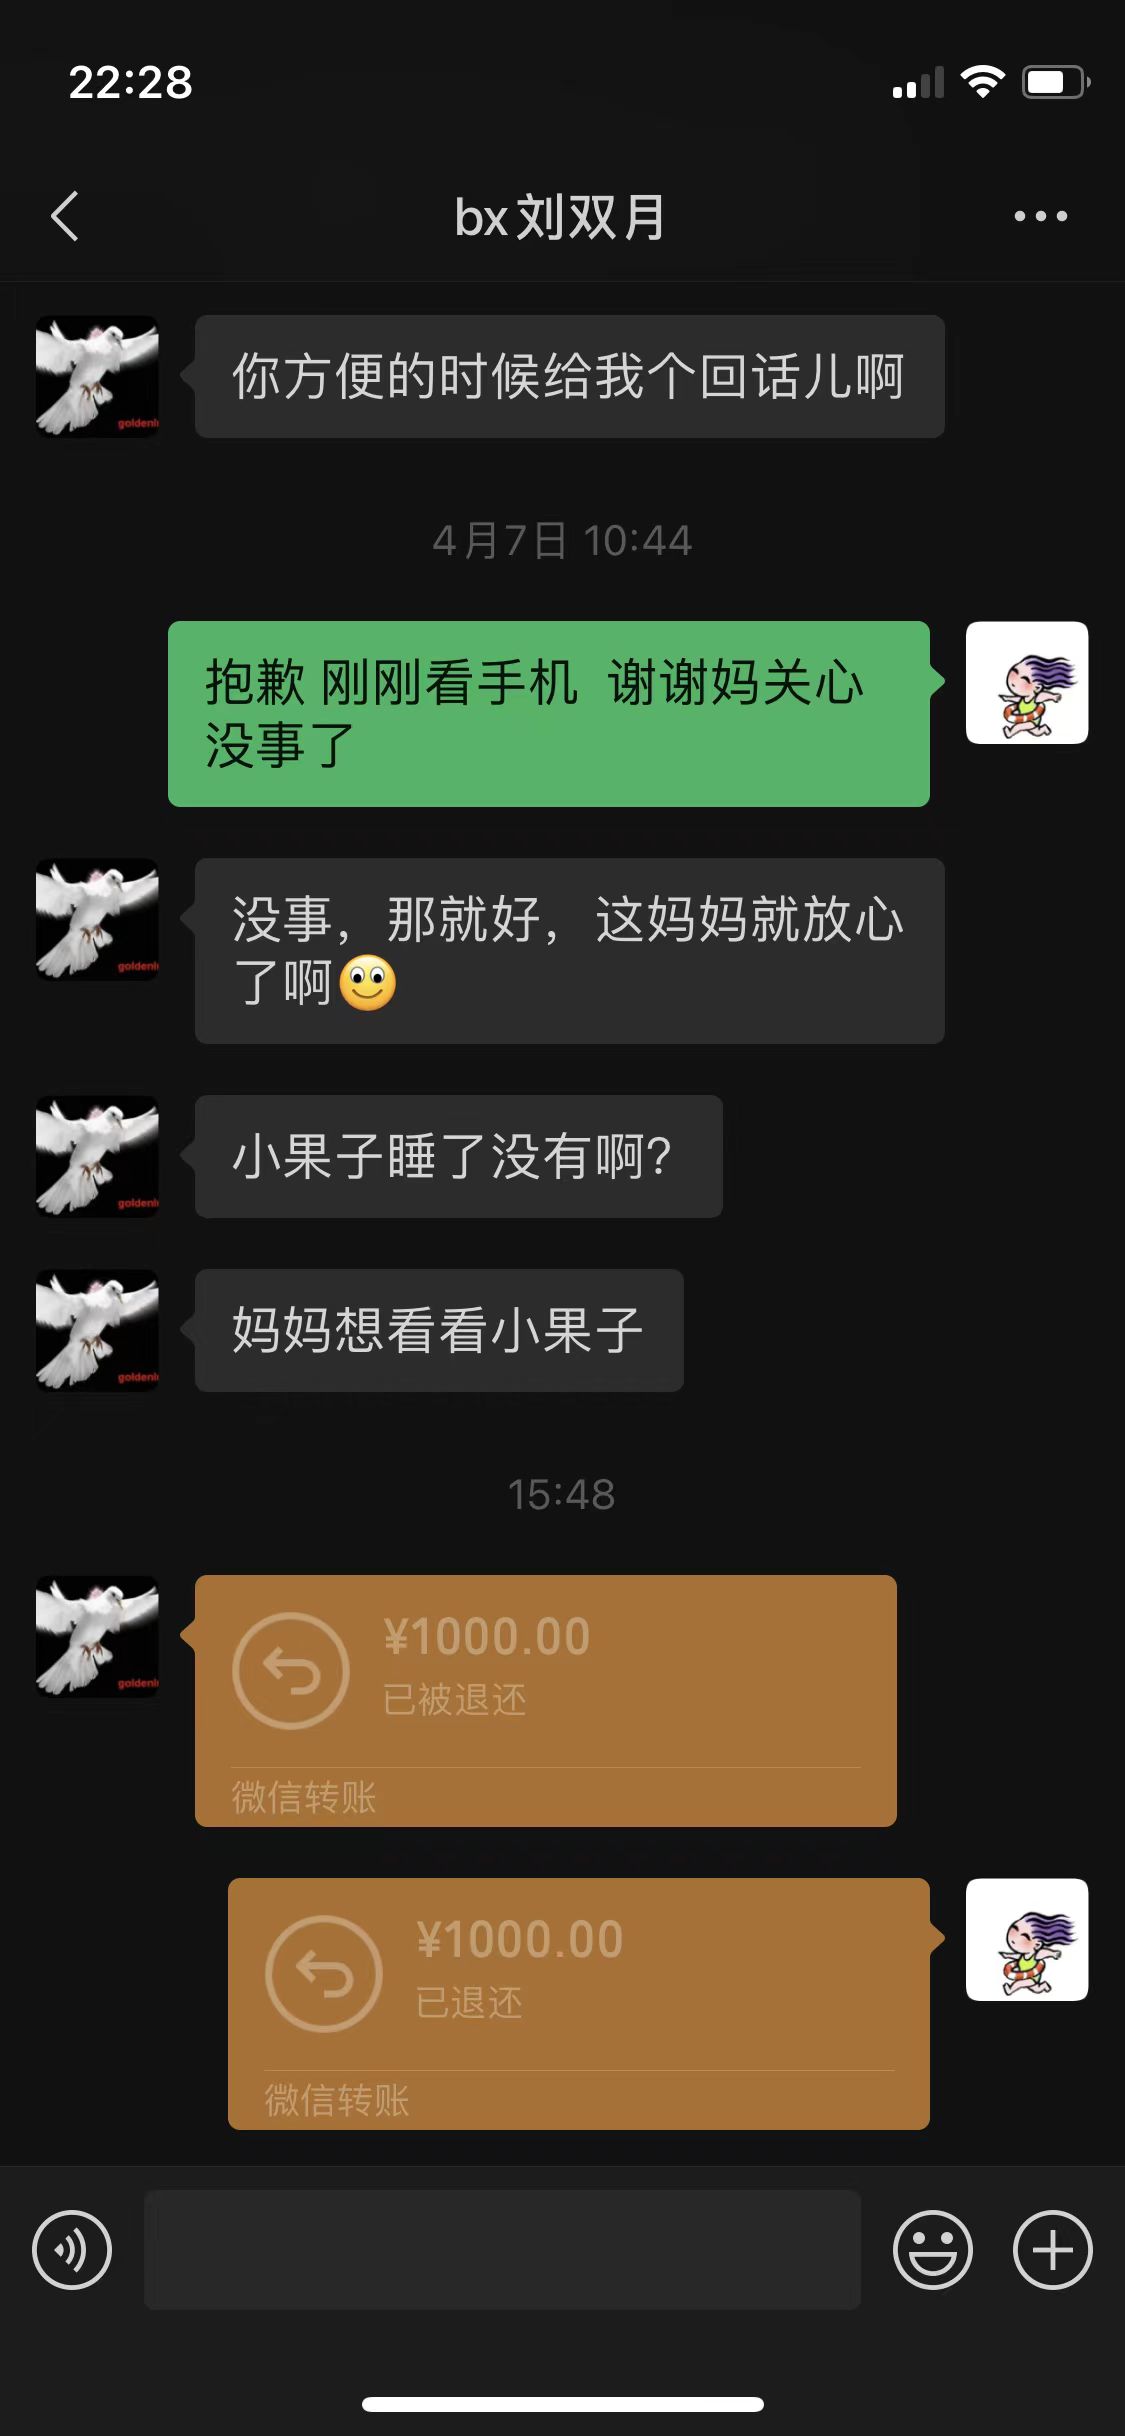 22:28
bx刘双月
你方便的时候给我个回话儿啊
4月7日 10:44
抱歉 刚刚看手机 谢谢妈关心
没事了
没事，那就好，这妈妈就放心
了啊
小果子睡了没有啊?
妈妈想看看小果子
15:48
¥1000.00
已被退还
微信转账
¥1000.00
已退还
微信转账